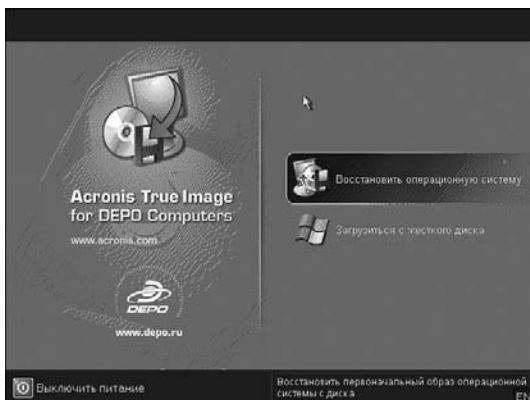 Acronis True Image
for DEPO Computers
www.acronis.com
DEPO
www.depo.ru
Восстановить операционную систему
Загрузиться с жесткого диска
Выключить питание
Восстановить первоначальный образ операционной
системы с диска